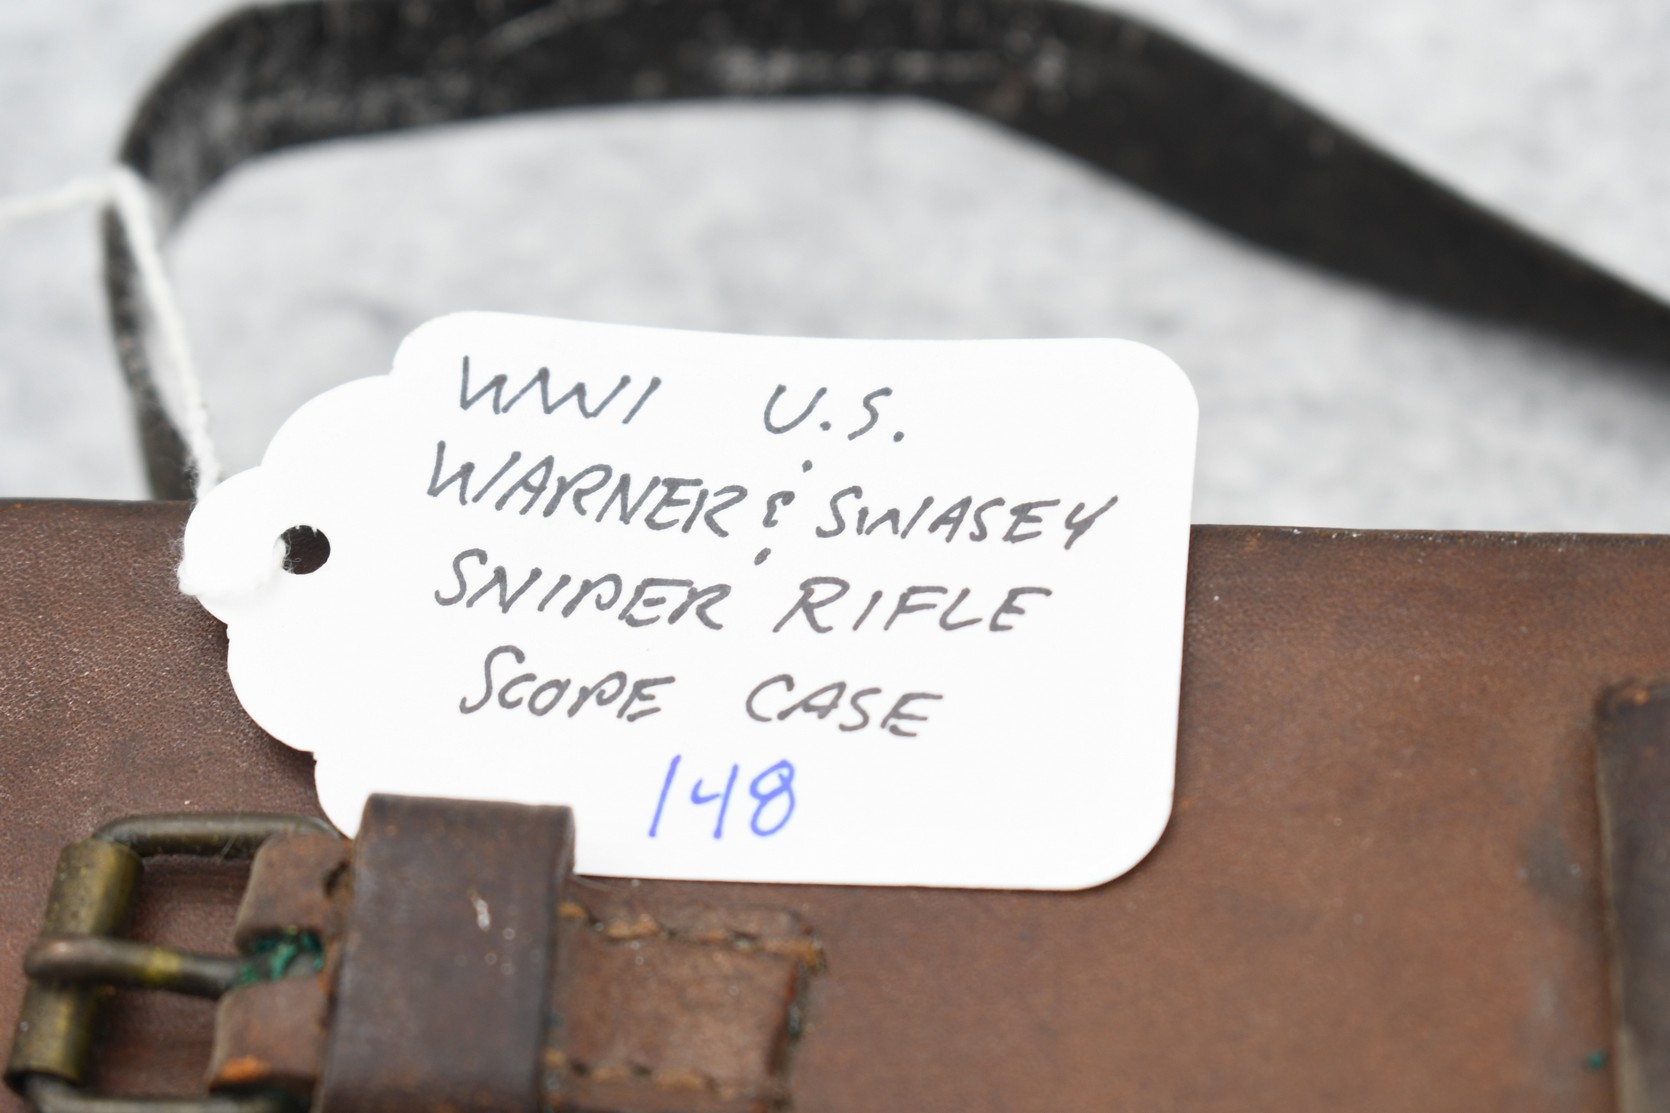 WWI U.S.
WARNER & SWASEY
SNIPER RIFLE
SCOPE CASE
148